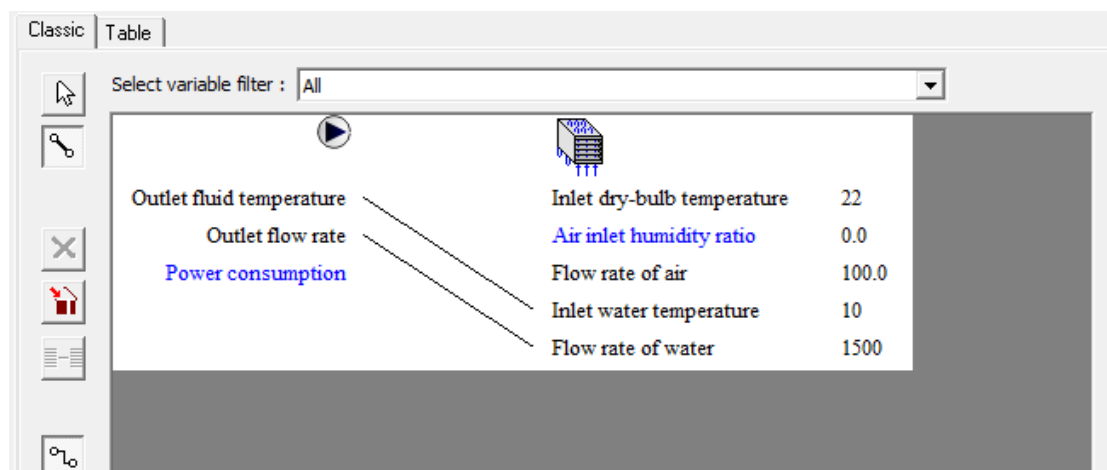 Classic Table
Select variable filter : All
Outlet fluid temperature Inlet dry-bulb temperature 22
Outlet flow rate Air inlet humidity ratio 0.0
Power consumption Flow rate of air 100.0
Inlet water temperature 10
Flow rate of water 1500